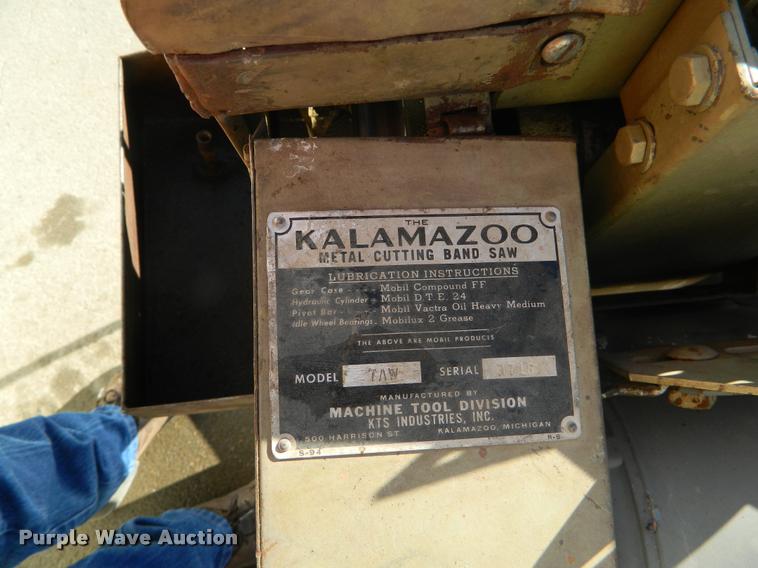 THE
KALAMAZOO
METAL CUTTING BAND SAW
LUBRICATION INSTRUCTIONS
Gear Case - - - - Mobil Compound FF
Hydraulic Cylinder - Mobil D.T.E. 24
Pivot Bar - - - - Mobil Vactra Oil Heavy Medium
Idle Wheel Bearings - Mobilux 2 Grease
THE ABOVE ARE MOBIL PRODUCTS
MODEL 7AW SERIAL
MANUFACTURED BY
MACHINE TOOL DIVISION
KTS INDUSTRIES, INC.
500 HARRISON ST. KALAMAZOO, MICHIGAN
S-94 R-8
Purple Wave Auction